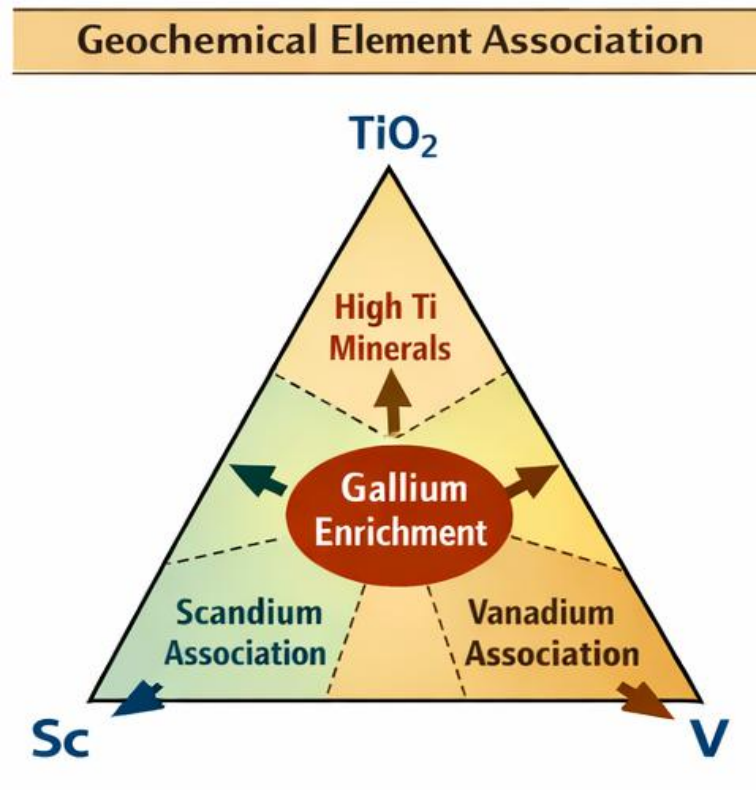 Geochemical Element Association
TiO₂
High Ti
Minerals
Gallium
Enrichment
Scandium
Association
Vanadium
Association
Sc
V